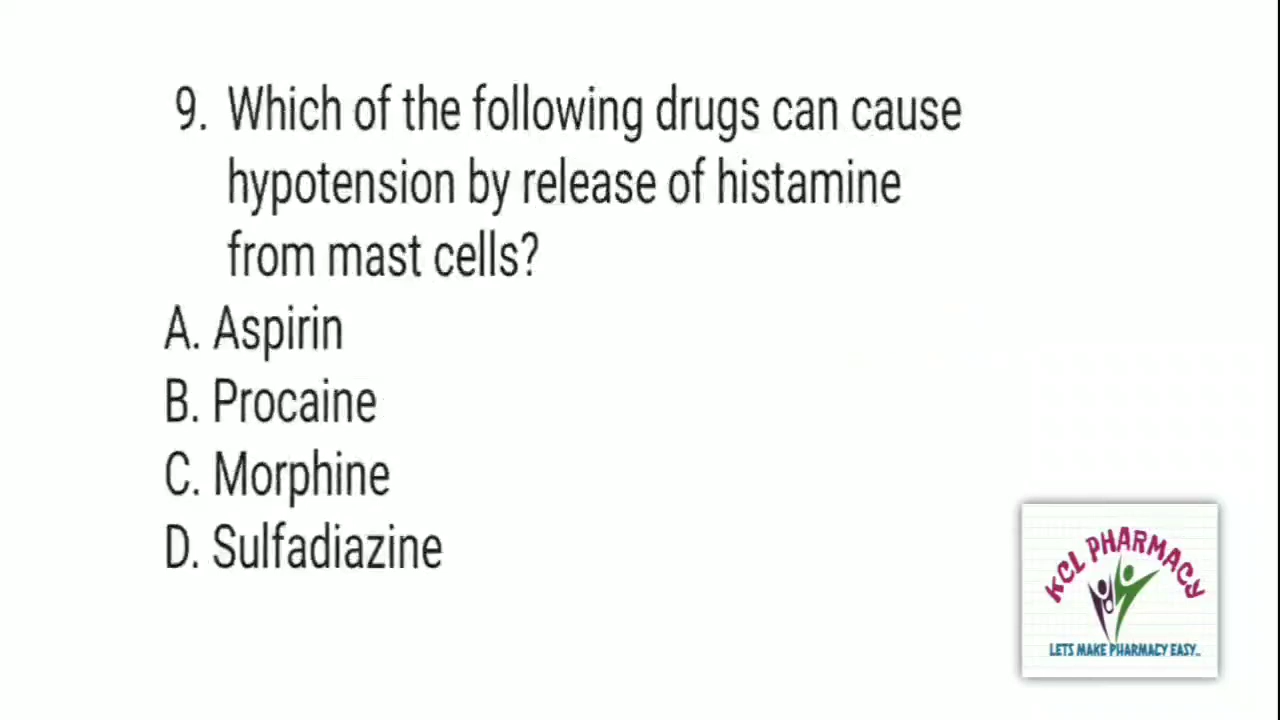 9. Which of the following drugs can cause
hypotension by release of histamine
from mast cells?
A. Aspirin
B. Procaine
C. Morphine
D. Sulfadiazine
KCL PHARMACY
LETS MAKE PHARMACY EASY..